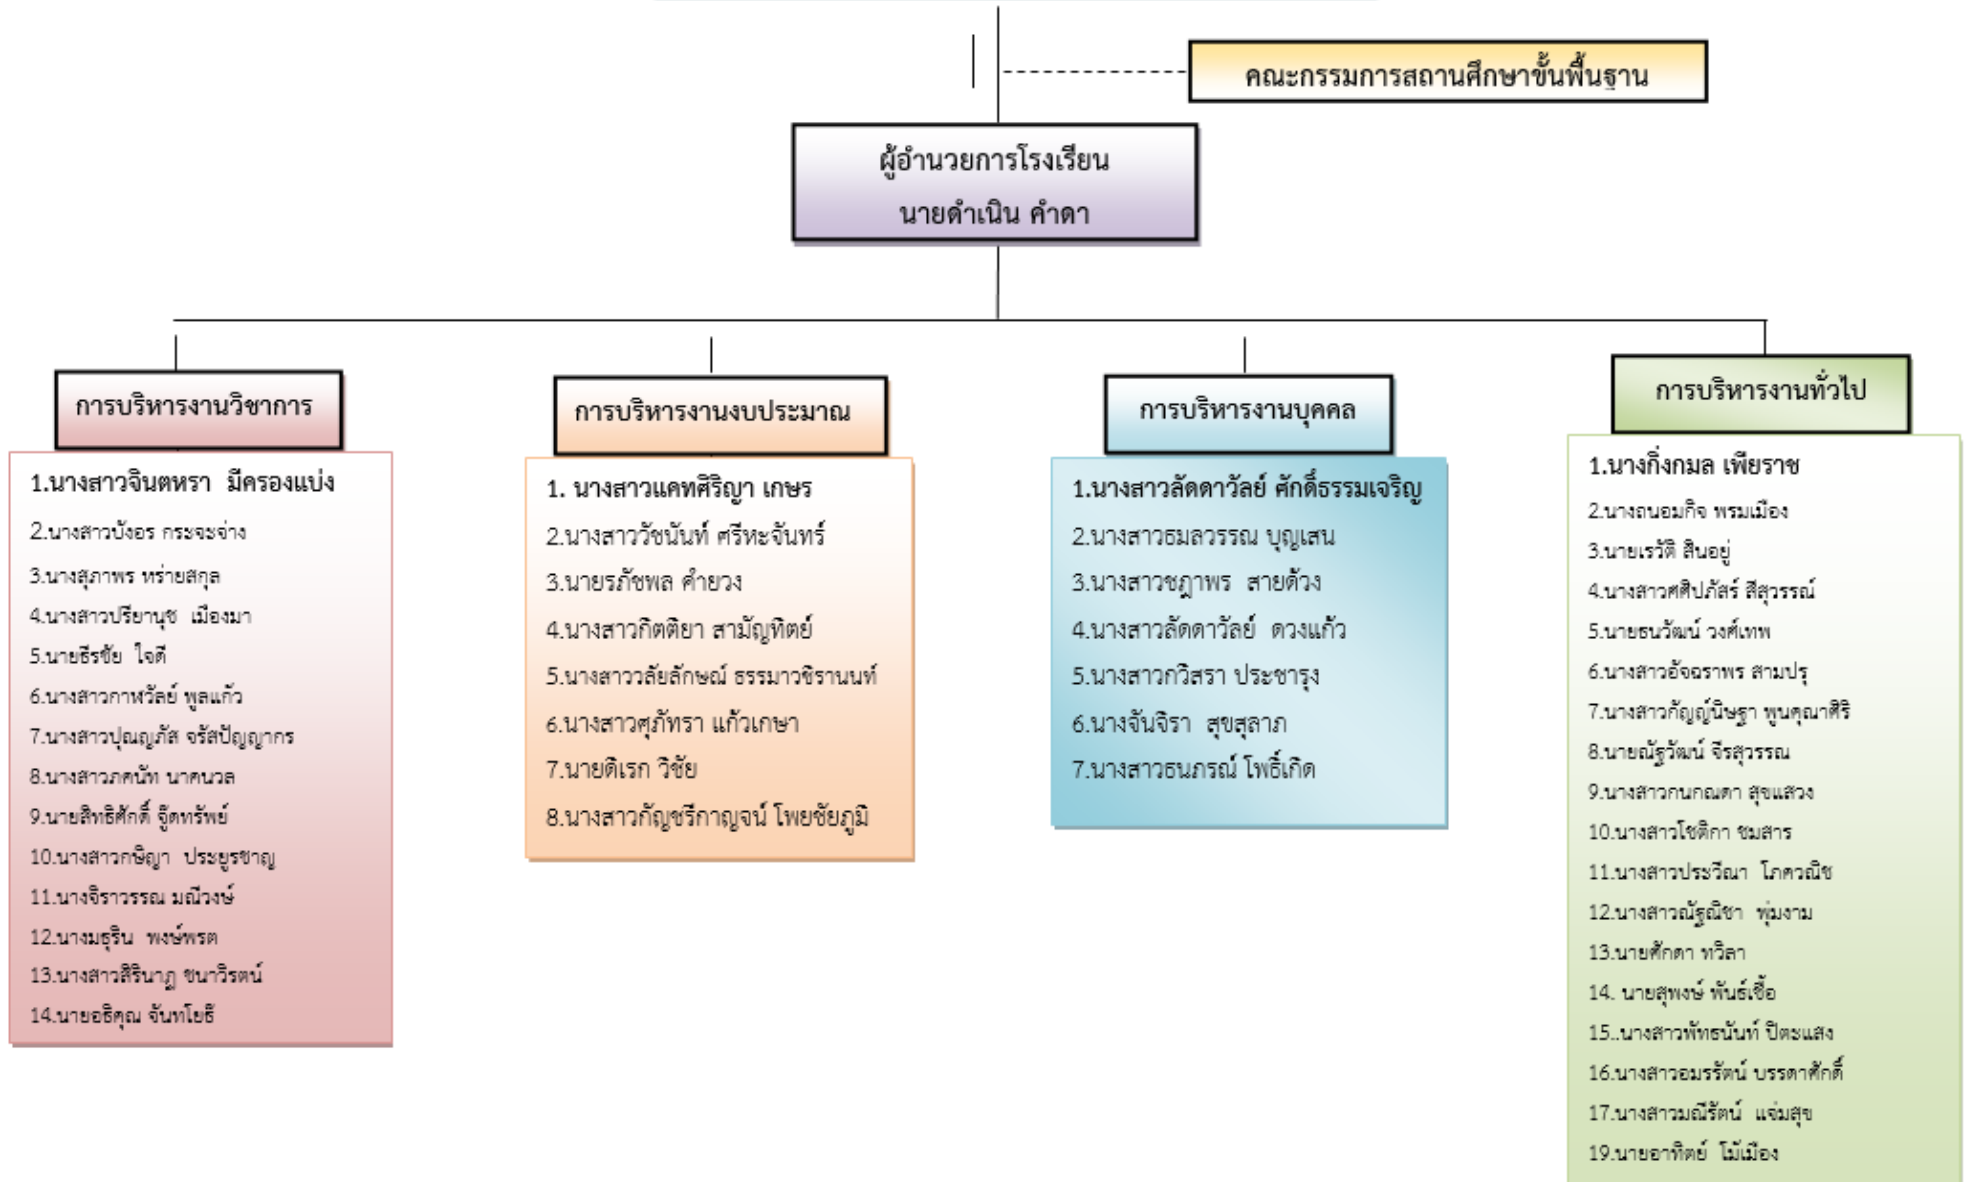 คณะกรรมการสถานศึกษาขั้นพื้นฐาน
ผู้อำนวยการโรงเรียน
นายดำเนิน คำดา
การบริหารงานวิชาการ
1.นางสาวจินตหรา  มีครองแบ่ง
2.นางสาวบังอร กระจะจ่าง
3.นางสุภาพร หร่ายสกุล
4.นางสาวปรียานุช  เมืองมา
5.นายธีรชัย  ใจดี
6.นางสาวกาหวัลย์ พูลแก้ว
7.นางสาวปุณญภัส จรัสปัญญากร
8.นางสาวภคนัท นาคนวล
9.นายสิทธิศักดิ์ จู๊ดทรัพย์
10.นางสาวกษิญา  ประยูรชาญ
11.นางจิราวรรณ มณีวงษ์
12.นางมธุริน  พงษ์พรต
13.นางสาวสิรินาฏ ชนาวิรตน์
14.นายอธิคุณ จันทโยธี
การบริหารงานงบประมาณ
1. นางสาวแคทศิริญา เกษร
2.นางสาววัชนันท์ ศรีหะจันทร์
3.นายรภัชพล คำยวง
4.นางสาวกิตติยา สามัญทิตย์
5.นางสาววลัยลักษณ์ ธรรมาวชิรานนท์
6.นางสาวศุภัทรา แก้วเกษา
7.นายดิเรก วิชัย
8.นางสาวกัญชรีกาญจน์ โพยชัยภูมิ
การบริหารงานบุคคล
1.นางสาวลัดดาวัลย์ ศักดิ์ธรรมเจริญ
2.นางสาวธมลวรรณ บุญเสน
3.นางสาวชฎาพร  สายด้วง
4.นางสาวลัดดาวัลย์  ดวงแก้ว
5.นางสาวกวิสรา ประชารุง
6.นางจันจิรา  สุขสุลาภ
7.นางสาวธนภรณ์ โพธิ์เกิด
การบริหารงานทั่วไป
1.นางกิ่งกมล เพียราช
2.นางถนอมกิจ พรมเมือง
3.นายเรวัติ สินอยู่
4.นางสาวศศิปภัสร์ สีสุวรรณ์
5.นายธนวัฒน์ วงศ์เทพ
6.นางสาวอัจฉราพร สามปรุ
7.นางสาวกัญญ์นิษฐา พูนคุณาศิริ
8.นายณัฐวัฒน์ จีรสุวรรณ
9.นางสาวกนกณดา สุขแสวง
10.นางสาวโชติกา ชมสาร
11.นางสาวประวีณา  โภควณิช
12.นางสาวณัฐณิชา  พุ่มงาม
13.นายศักดา ทวิลา
14. นายสุพงษ์ พันธ์เชื้อ
15..นางสาวพัทธนันท์ ปิตะแสง
16.นางสาวอมรรัตน์ บรรดาศักดิ์
17.นางสาวมณีรัตน์  แจ่มสุข
19.นายอาทิตย์  โม้เมือง